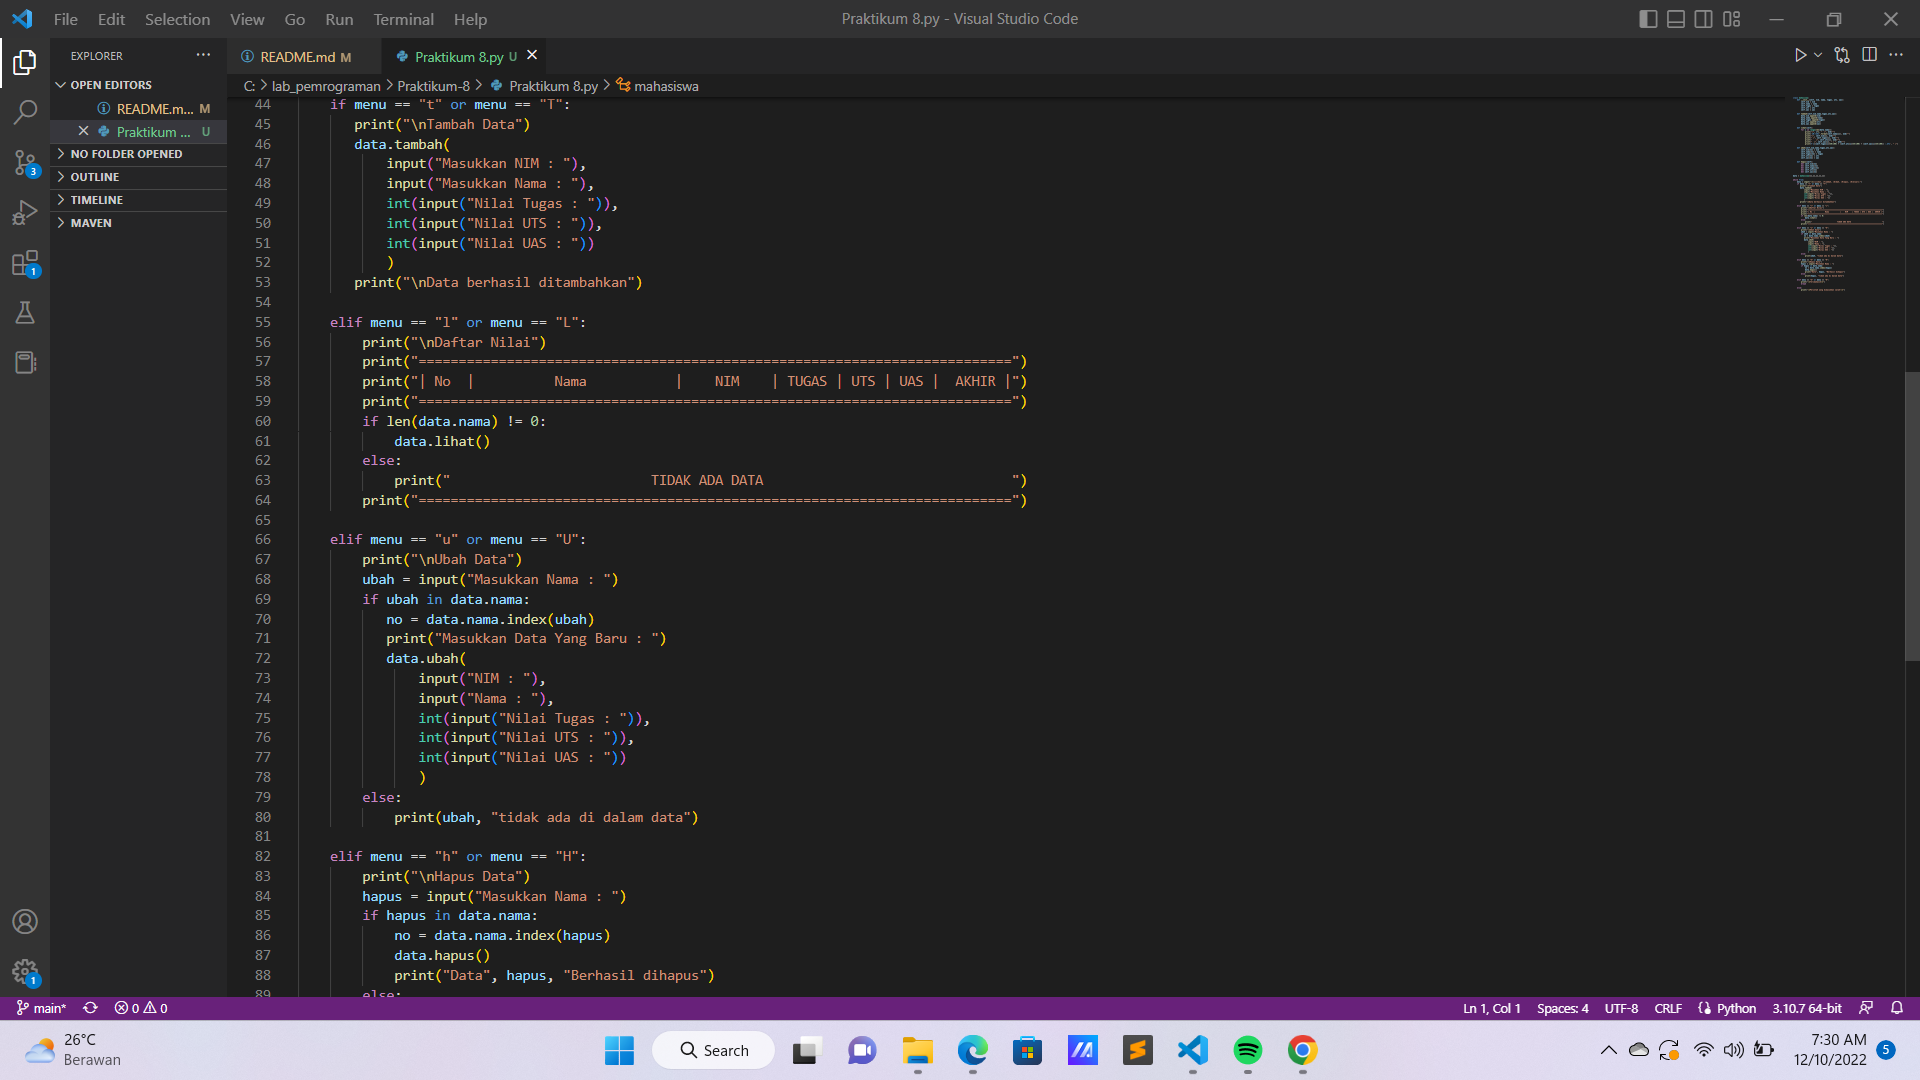 File Edit Selection View Go Run Terminal Help
Praktikum 8.py - Visual Studio Code
EXPLORER
README.md M
Praktikum 8.py U
OPEN EDITORS
README.m... M
Praktikum ... U
NO FOLDER OPENED
OUTLINE
TIMELINE
MAVEN
3
1
1
C: > lab_pemrograman > Praktikum-8 > Praktikum 8.py > mahasiswa
44 if menu == "t" or menu == "T":
45 print("\nTambah Data")
46 data.tambah(
47 input("Masukkan NIM : "),
48 input("Masukkan Nama : "),
49 int(input("Nilai Tugas : ")),
50 int(input("Nilai UTS : ")),
51 int(input("Nilai UAS : "))
52 )
53 print("\nData berhasil ditambahkan")
54
55 elif menu == "l" or menu == "L":
56 print("\nDaftar Nilai")
57 print("==========================================================================")
58 print("| No  |          Nama           |    NIM    | TUGAS | UTS | UAS |  AKHIR |")
59 print("==========================================================================")
60 if len(data.nama) != 0:
61 data.lihat()
62 else:
63 print("                         TIDAK ADA DATA                               ")
64 print("==========================================================================")
65
66 elif menu == "u" or menu == "U":
67 print("\nUbah Data")
68 ubah = input("Masukkan Nama : ")
69 if ubah in data.nama:
70 no = data.nama.index(ubah)
71 print("Masukkan Data Yang Baru : ")
72 data.ubah(
73 input("NIM : "),
74 input("Nama : "),
75 int(input("Nilai Tugas : ")),
76 int(input("Nilai UTS : ")),
77 int(input("Nilai UAS : "))
78 )
79 else:
80 print(ubah, "tidak ada di dalam data")
81
82 elif menu == "h" or menu == "H":
83 print("\nHapus Data")
84 hapus = input("Masukkan Nama : ")
85 if hapus in data.nama:
86 no = data.nama.index(hapus)
87 data.hapus()
88 print("Data", hapus, "Berhasil dihapus")
89 else:
main* 0 0
Ln 1, Col 1 Spaces: 4 UTF-8 CRLF Python 3.10.7 64-bit
26°C
Berawan
Search
7:30 AM
12/10/2022
5